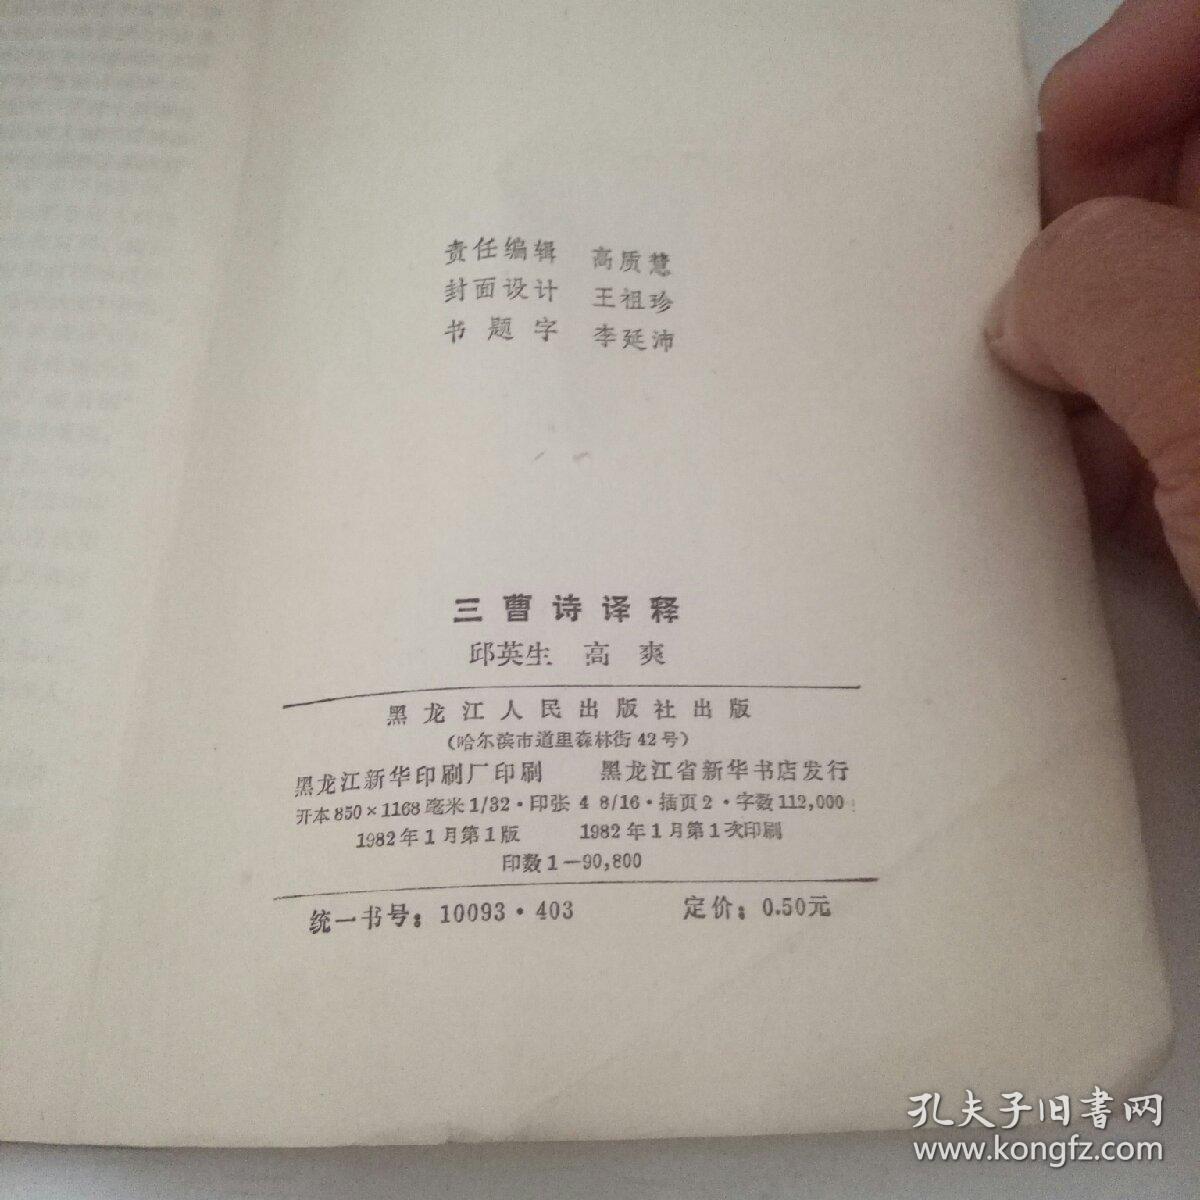 责任编辑 高质慧
封面设计 王祖珍
书题字 李延沛
三曹诗译释
邱英生 高爽
黑龙江人民出版社出版
（哈尔滨市道里森林街42号）
黑龙江新华印刷厂印刷 黑龙江省新华书店发行
开本850×1168毫米1/32·印张4 8/16·插页2·字数112,000
1982年1月第1版 1982年1月第1次印刷
印数1—90,800
统一书号：10093·403 定价：0.50元
孔夫子旧书网
www.kongfz.com